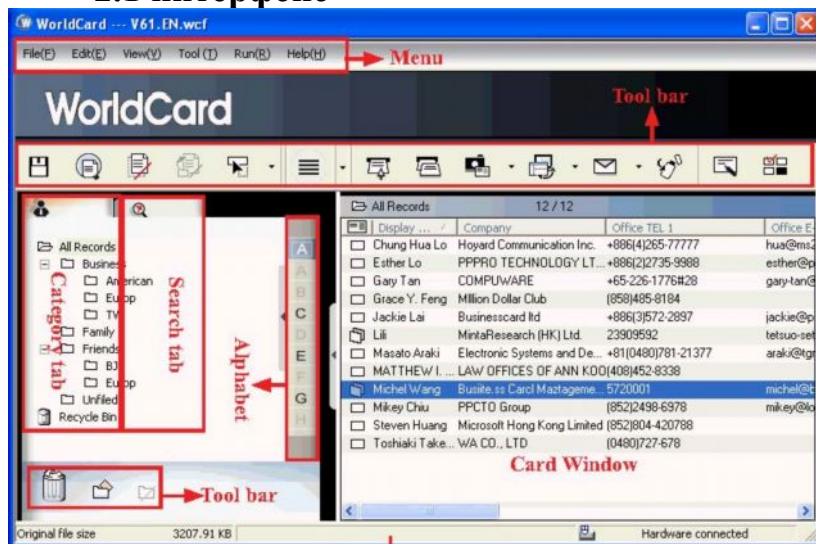 WorldCard --- V61.EN.wcf
File(F) Edit(E) View(V) Tool (T) Run(R) Help(H) Menu
WorldCard
Tool bar
All Records 12 / 12
Display ... Company Office TEL 1 Office E-
Chung Hua Lo Hoyard Communication Inc. +886(4)265-77777 hua@ms2
Esther Lo PPPRO TECHNOLOGY LT... +886(2)2735-9988 esther@p
Gary Tan COMPUWARE +65-226-1776#28 gary-tan@
Grace Y. Feng Million Dollar Club (858)485-8184
Jackie Lai Businesscard ltd +886(3)572-2897 jackie@p
Lili MintaResearch (HK) Ltd. 23909592 tetsuo-set
Masato Araki Electronic Systems and De... +81(0480)781-21377 araki@tgr
MATTHEW I. ... LAW OFFICES OF ANN KOO (408)452-8338
Michel Wang Busiite.ss Carcl Maztageme... 5720001 michel@b
Mikey Chiu PPCTO Group (852)2498-6978 mikey@lo
Steven Huang Microsoft Hong Kong Limited (852)804-420788
Toshiaki Take... WA CO., LTD (0480)727-678
Card Window
All Records
Business
American
Europ
TV
Family
Friends
BJ
Europ
Unfiled
Recycle Bin
Category tab
Search tab
Alphabet
A
A
B
C
D
E
F
G
H
Tool bar
Original file size 3207.91 KB Hardware connected